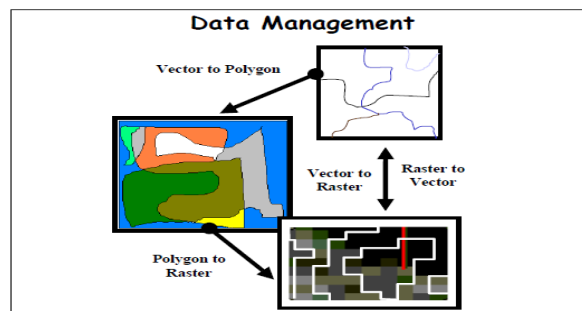 Data Management
Vector to Polygon
Vector to
Raster
Raster to
Vector
Polygon to
Raster